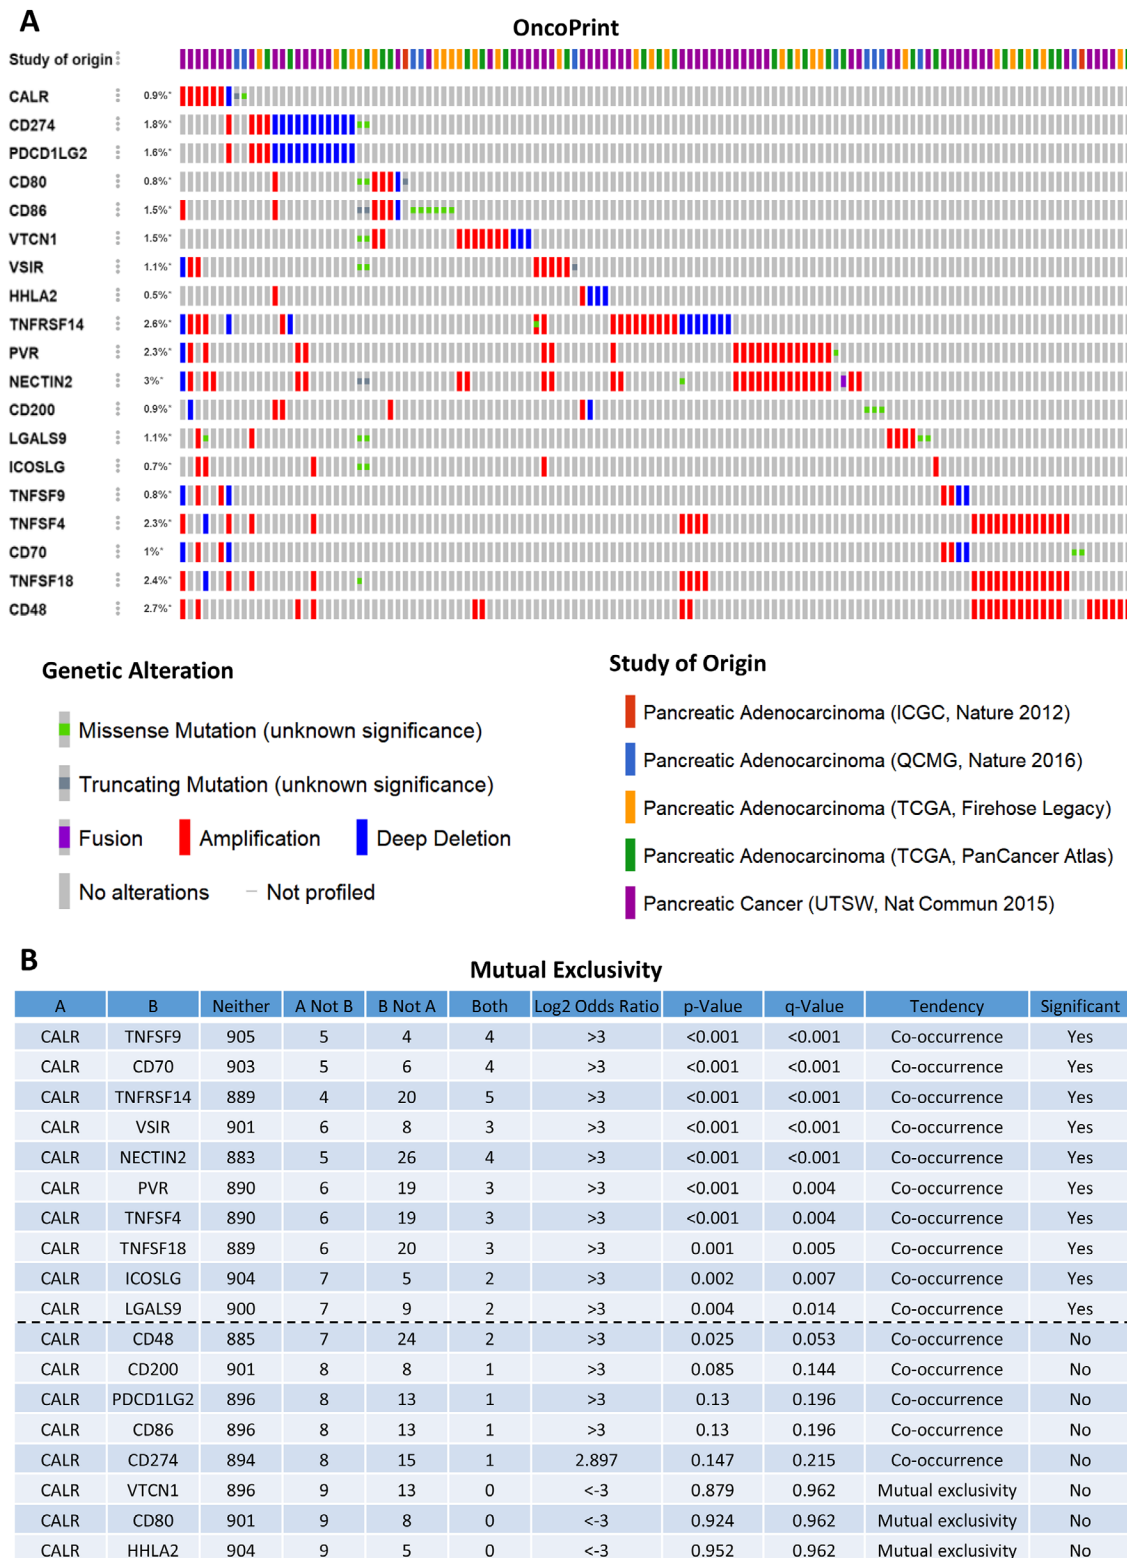 A
OncoPrint
Study of origin
CALR 0.9%*
CD274 1.8%*
PDCD1LG2 1.6%*
CD80 0.8%*
CD86 1.5%*
VTCN1 1.5%*
VSIR 1.1%*
HHLA2 0.5%*
TNFRSF14 2.6%*
PVR 2.3%*
NECTIN2 3%*
CD200 0.9%*
LGALS9 1.1%*
ICOSLG 0.7%*
TNFSF9 0.8%*
TNFSF4 2.3%*
CD70 1%*
TNFSF18 2.4%*
CD48 2.7%*
Genetic Alteration
Missense Mutation (unknown significance)
Truncating Mutation (unknown significance)
Fusion Amplification Deep Deletion
No alterations Not profiled
Study of Origin
Pancreatic Adenocarcinoma (ICGC, Nature 2012)
Pancreatic Adenocarcinoma (QCMG, Nature 2016)
Pancreatic Adenocarcinoma (TCGA, Firehose Legacy)
Pancreatic Adenocarcinoma (TCGA, PanCancer Atlas)
Pancreatic Cancer (UTSW, Nat Commun 2015)
B
Mutual Exclusivity
A B Neither A Not B B Not A Both Log2 Odds Ratio p-Value q-Value Tendency Significant
CALR TNFSF9 905 5 4 4 >3 <0.001 <0.001 Co-occurrence Yes
CALR CD70 903 5 6 4 >3 <0.001 <0.001 Co-occurrence Yes
CALR TNFRSF14 889 4 20 5 >3 <0.001 <0.001 Co-occurrence Yes
CALR VSIR 901 6 8 3 >3 <0.001 <0.001 Co-occurrence Yes
CALR NECTIN2 883 5 26 4 >3 <0.001 <0.001 Co-occurrence Yes
CALR PVR 890 6 19 3 >3 <0.001 0.004 Co-occurrence Yes
CALR TNFSF4 890 6 19 3 >3 <0.001 0.004 Co-occurrence Yes
CALR TNFSF18 889 6 20 3 >3 0.001 0.005 Co-occurrence Yes
CALR ICOSLG 904 7 5 2 >3 0.002 0.007 Co-occurrence Yes
CALR LGALS9 900 7 9 2 >3 0.004 0.014 Co-occurrence Yes
CALR CD48 885 7 24 2 >3 0.025 0.053 Co-occurrence No
CALR CD200 901 8 8 1 >3 0.085 0.144 Co-occurrence No
CALR PDCD1LG2 896 8 13 1 >3 0.13 0.196 Co-occurrence No
CALR CD86 896 8 13 1 >3 0.13 0.196 Co-occurrence No
CALR CD274 894 8 15 1 2.897 0.147 0.215 Co-occurrence No
CALR VTCN1 896 9 13 0 <-3 0.879 0.962 Mutual exclusivity No
CALR CD80 901 9 8 0 <-3 0.924 0.962 Mutual exclusivity No
CALR HHLA2 904 9 5 0 <-3 0.952 0.962 Mutual exclusivity No